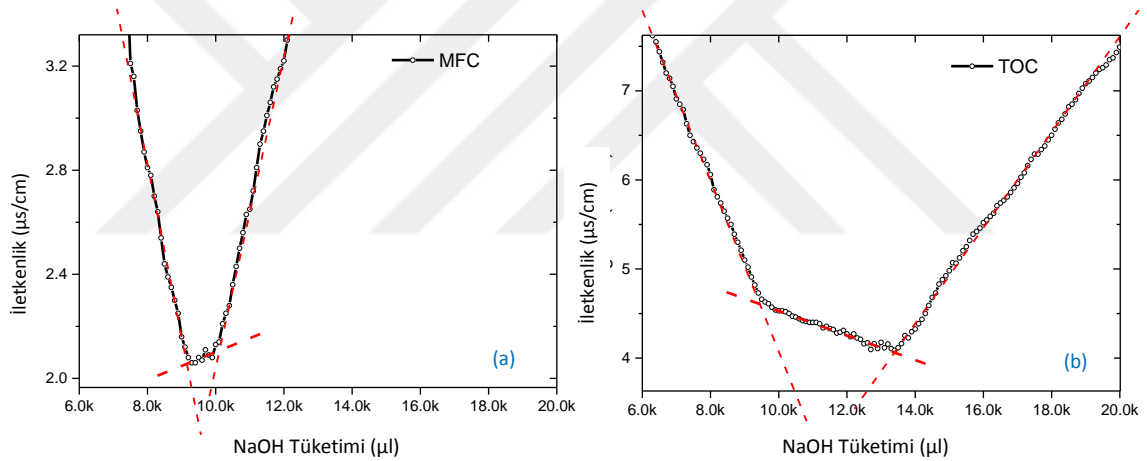 MFC
3.2
2.8
2.4
2.0
İletkenlik (µs/cm)
(a)
6.0k 8.0k 10.0k 12.0k 14.0k 16.0k 18.0k 20.0k
NaOH Tüketimi (µl)
TOC
7
6
5
4
İletkenlik (µs/cm)
(b)
6.0k 8.0k 10.0k 12.0k 14.0k 16.0k 18.0k 20.0k
NaOH Tüketimi (µl)